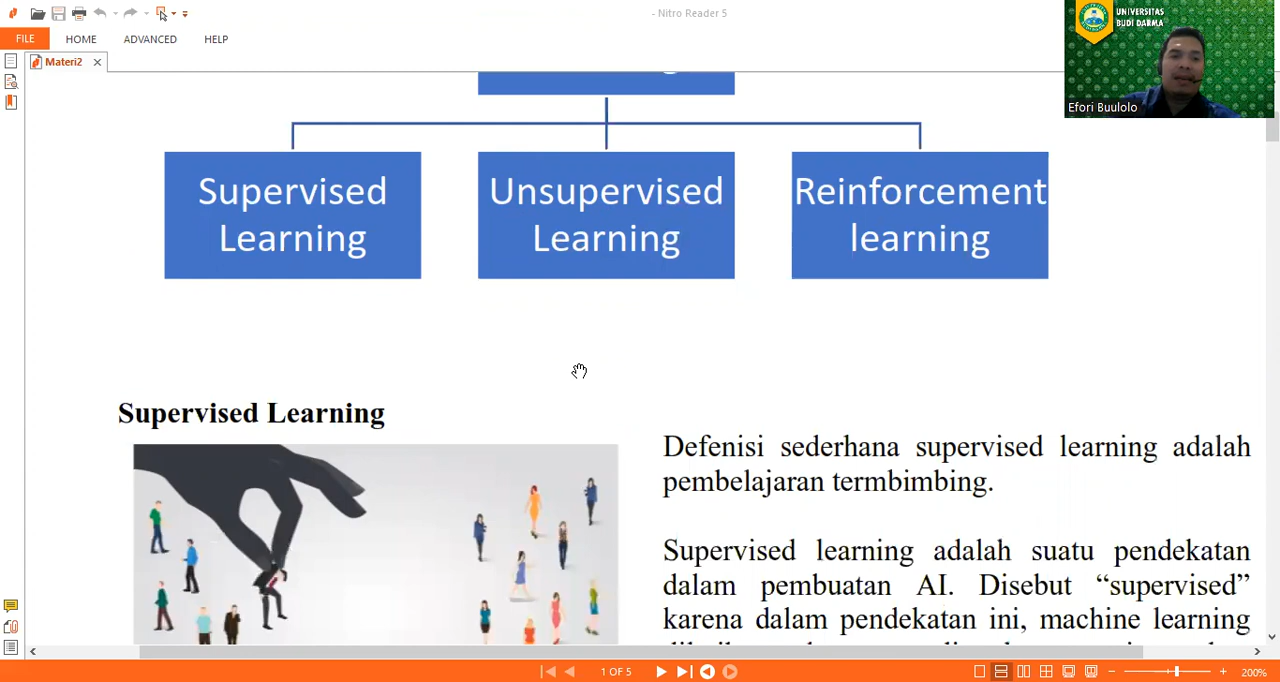 - Nitro Reader 5
FILE HOME ADVANCED HELP
Materi2
UNIVERSITAS
BUDI DARMA
Efori Buulolo
Supervised
Learning
Unsupervised
Learning
Reinforcement
learning
Supervised Learning
Defenisi sederhana supervised learning adalah
pembelajaran termbimbing.
Supervised learning adalah suatu pendekatan
dalam pembuatan AI. Disebut “supervised”
karena dalam pendekatan ini, machine learning
1 OF 5
200%